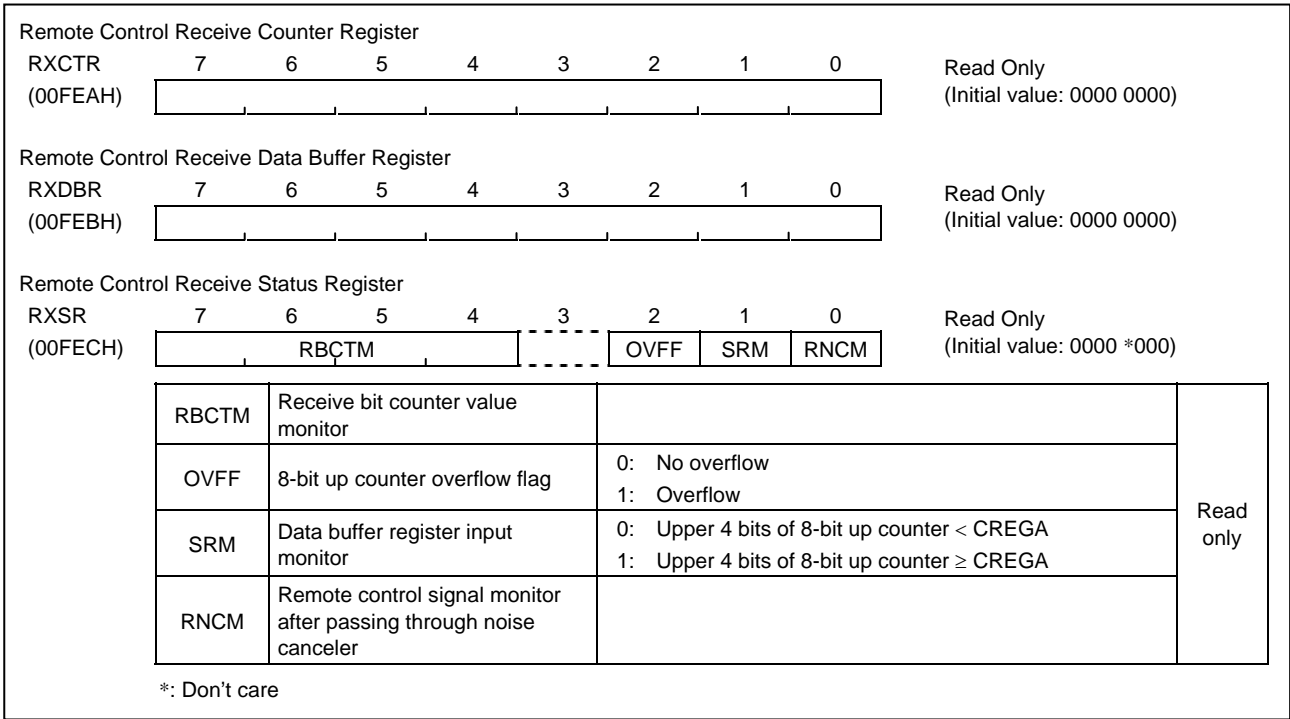 Remote Control Receive Counter Register
RXCTR 7 6 5 4 3 2 1 0 Read Only
(00FEAH) (Initial value: 0000 0000)
Remote Control Receive Data Buffer Register
RXDBR 7 6 5 4 3 2 1 0 Read Only
(00FEBH) (Initial value: 0000 0000)
Remote Control Receive Status Register
RXSR 7 6 5 4 3 2 1 0 Read Only
(00FECH) RBCTM OVFF SRM RNCM (Initial value: 0000 *000)
RBCTM Receive bit counter value
monitor
OVFF 8-bit up counter overflow flag 0: No overflow
1: Overflow
SRM Data buffer register input
monitor
0: Upper 4 bits of 8-bit up counter < CREGA
1: Upper 4 bits of 8-bit up counter ≥ CREGA
RNCM Remote control signal monitor
after passing through noise
canceler
Read
only
*: Don't care